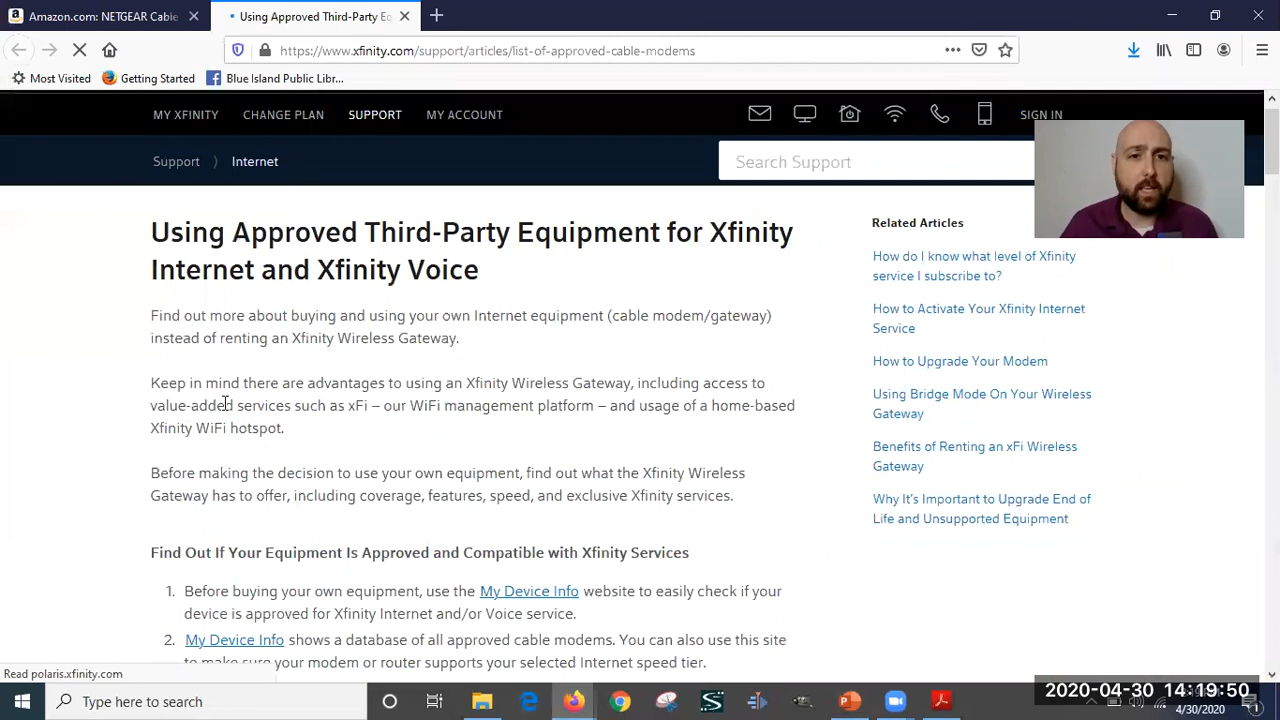 Amazon.com: NETGEAR Cable
Using Approved Third-Party Eq
https://www.xfinity.com/support/articles/list-of-approved-cable-modems
Most Visited
Getting Started
Blue Island Public Libr...
MY XFINITY
CHANGE PLAN
SUPPORT
MY ACCOUNT
SIGN IN
Support
Internet
Search Support
Using Approved Third-Party Equipment for Xfinity
Internet and Xfinity Voice
Find out more about buying and using your own Internet equipment (cable modem/gateway)
instead of renting an Xfinity Wireless Gateway.
Keep in mind there are advantages to using an Xfinity Wireless Gateway, including access to
value-added services such as xFi – our WiFi management platform – and usage of a home-based
Xfinity WiFi hotspot.
Before making the decision to use your own equipment, find out what the Xfinity Wireless
Gateway has to offer, including coverage, features, speed, and exclusive Xfinity services.
Find Out If Your Equipment Is Approved and Compatible with Xfinity Services
1. Before buying your own equipment, use the My Device Info website to easily check if your
device is approved for Xfinity Internet and/or Voice service.
2. My Device Info shows a database of all approved cable modems. You can also use this site
to make sure your modem or router supports your selected Internet speed tier.
Related Articles
How do I know what level of Xfinity
service I subscribe to?
How to Activate Your Xfinity Internet
Service
How to Upgrade Your Modem
Using Bridge Mode On Your Wireless
Gateway
Benefits of Renting an xFi Wireless
Gateway
Why It's Important to Upgrade End of
Life and Unsupported Equipment
Read polaris.xfinity.com
Type here to search
2020-04-30 14:19:50
4/30/2020